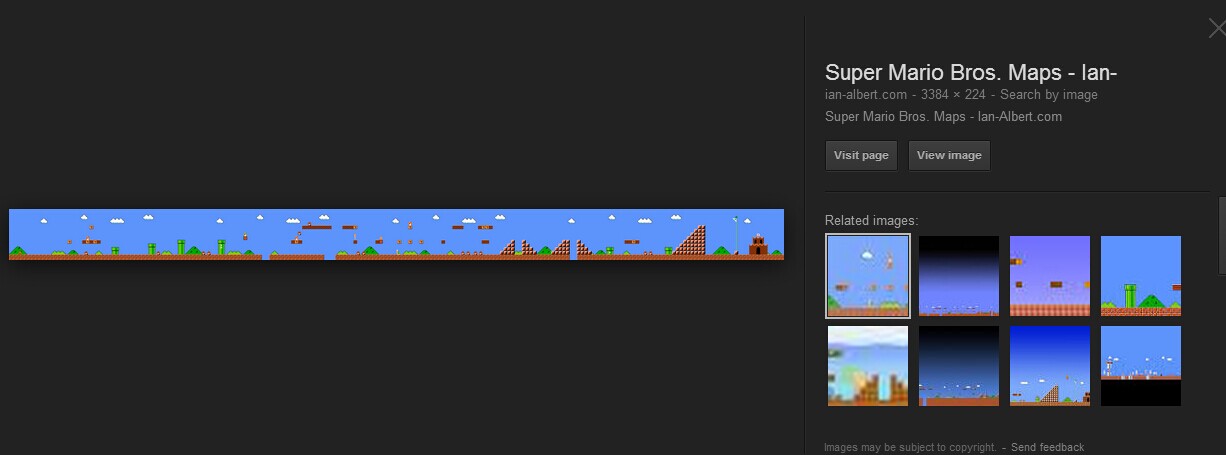 Super Mario Bros. Maps - Ian-
ian-albert.com - 3384 × 224 - Search by image
Super Mario Bros. Maps - Ian-Albert.com
Visit page
View image
Related images:
Images may be subject to copyright. - Send feedback